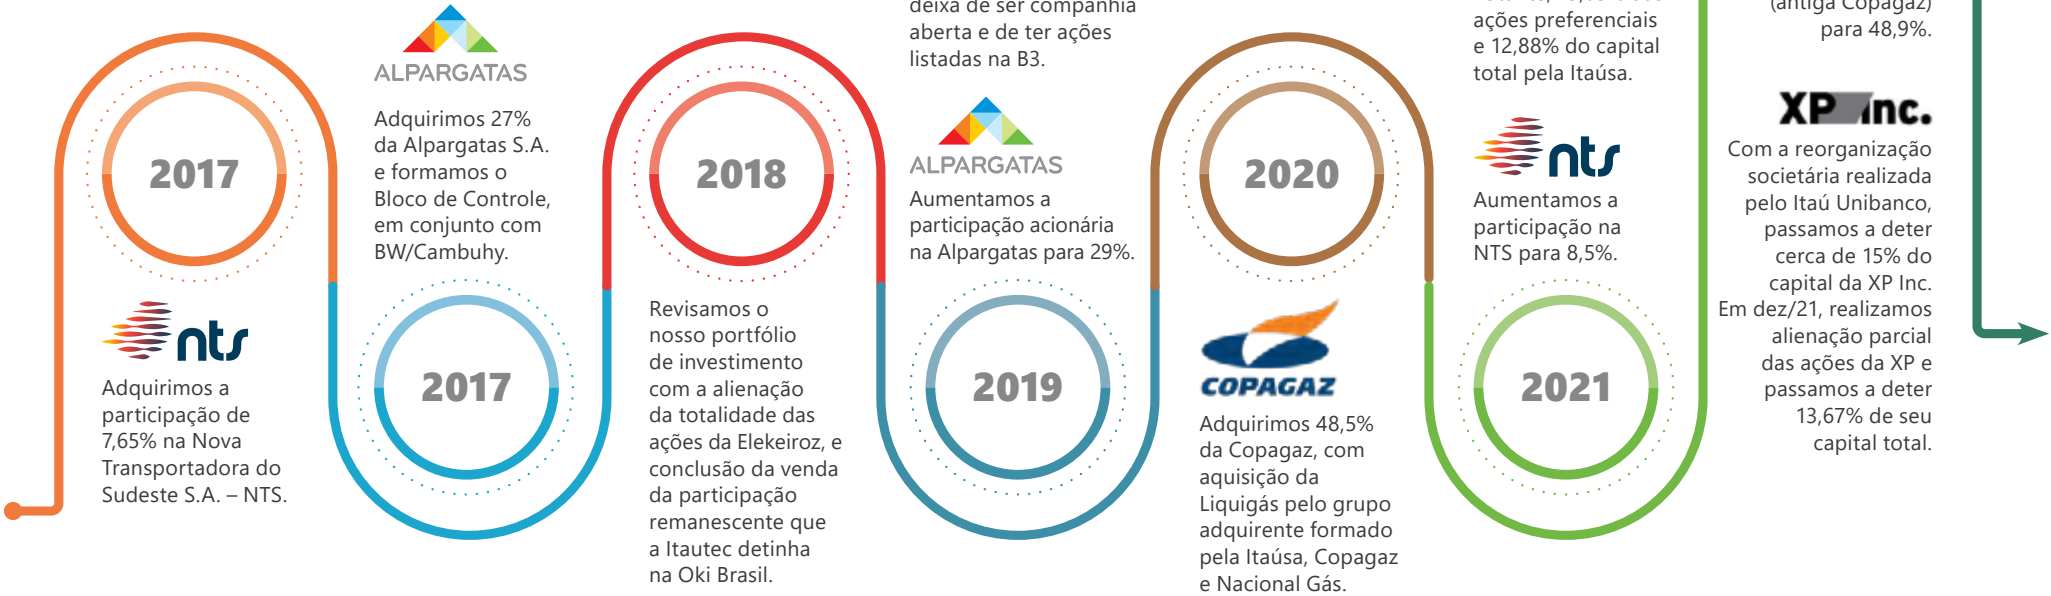 2017
nts
Adquirimos a
participação de
7,65% na Nova
Transportadora do
Sudeste S.A. – NTS.
ALPARGATAS
Adquirimos 27%
da Alpargatas S.A.
e formamos o
Bloco de Controle,
em conjunto com
BW/Cambuhy.
2017
2018
Revisamos o
nosso portfólio
de investimento
com a alienação
da totalidade das
ações da Elekeiroz, e
conclusão da venda
da participação
remanescente que
a Itautec detinha
na Oki Brasil.
deixa de ser companhia
aberta e de ter ações
listadas na B3.
ALPARGATAS
Aumentamos a
participação acionária
na Alpargatas para 29%.
2019
2020
COPAGAZ
Adquirimos 48,5%
da Copagaz, com
aquisição da
Liquigás pelo grupo
adquirente formado
pela Itaúsa, Copagaz
e Nacional Gás.
ações preferenciais
e 12,88% do capital
total pela Itaúsa.
nts
Aumentamos a
participação na
NTS para 8,5%.
2021
(antiga Copagaz)
para 48,9%.
XP Inc.
Com a reorganização
societária realizada
pelo Itaú Unibanco,
passamos a deter
cerca de 15% do
capital da XP Inc.
Em dez/21, realizamos
alienação parcial
das ações da XP e
passamos a deter
13,67% de seu
capital total.